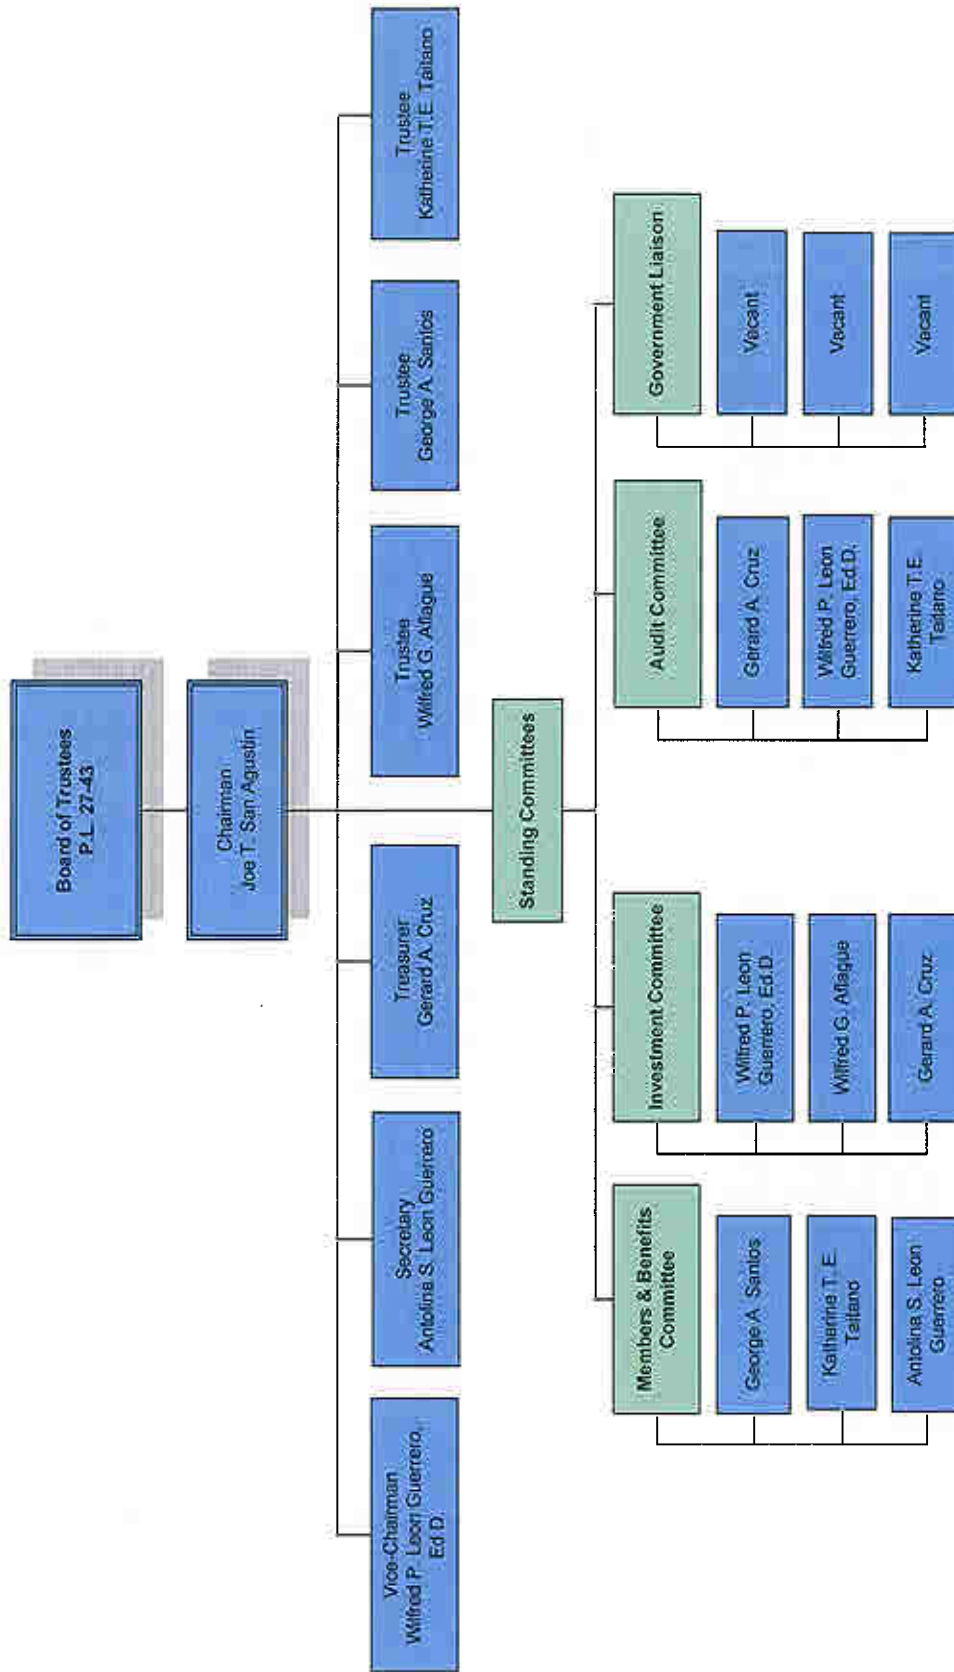 Board of Trustees
P.L. 27-43
Chairman
Joe T. San Agustin
Vice-Chairman
Wilfred P. Leon Guerrero,
Ed.D.
Secretary
Antolina S. Leon Guerrero
Treasurer
Gerard A. Cruz
Trustee
Wilfred G. Aflague
Trustee
George A. Santos
Trustee
Katherine T.E. Taitano
Standing Committees
Members & Benefits
Committee
George A. Santos
Katharine T. E.
Taitano
Antolina S. Leon
Guerrero
Investment Committee
Wilfred P. Leon
Guerrero, Ed.D.
Wilfred G. Aflague
Gerard A. Cruz
Audit Committee
Gerard A. Cruz
Wilfred P. Leon
Guerrero, Ed.D.
Katherine T.E.
Taitano
Government Liaison
Vacant
Vacant
Vacant